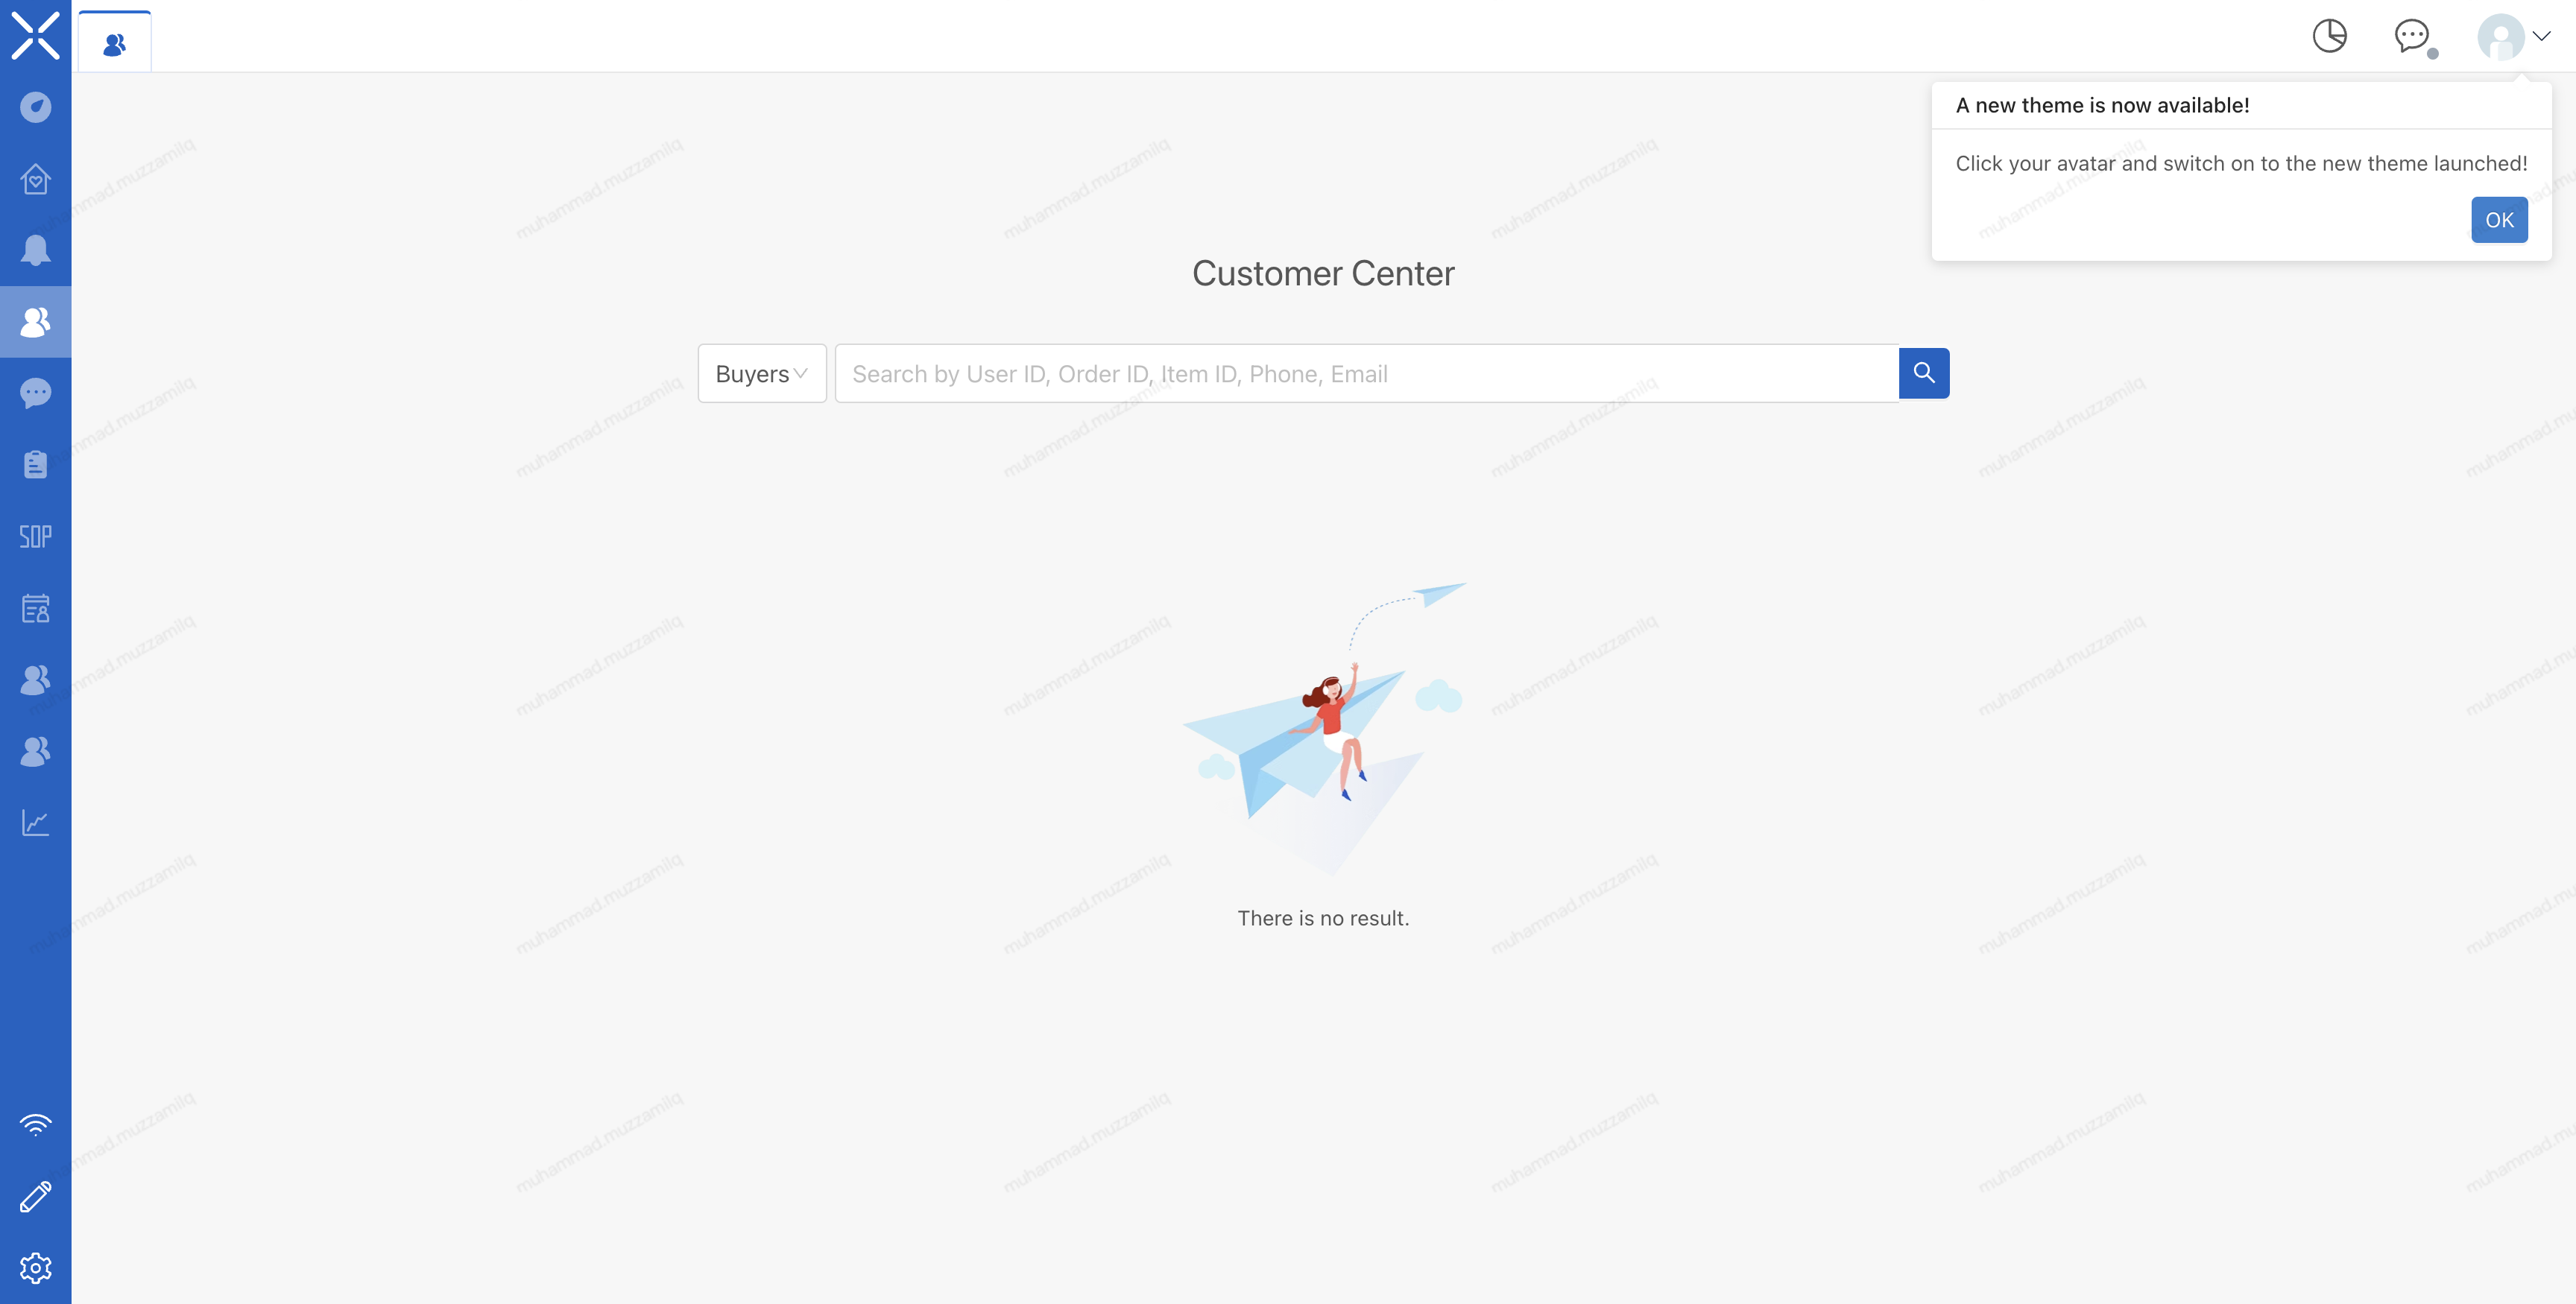 A new theme is now available!
Click your avatar and switch on to the new theme launched!
OK
Customer Center
Buyers
Search by User ID, Order ID, Item ID, Phone, Email
SOP
There is no result.
muhammad.muzzamilq